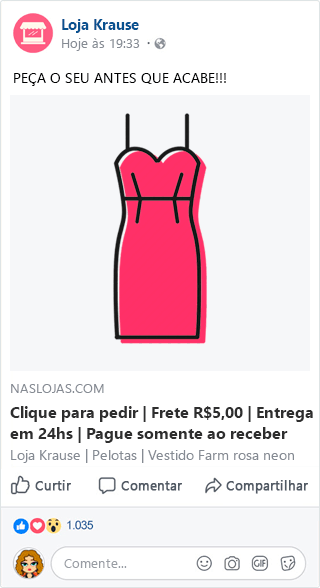 Loja Krause
Hoje às 19:33 ·
PEÇA O SEU ANTES QUE ACABE!!!
NASLOJAS.COM
Clique para pedir | Frete R$5,00 | Entrega
em 24hs | Pague somente ao receber
Loja Krause | Pelotas | Vestido Farm rosa neon
Curtir Comentar Compartilhar
1.035
Comente... GIF